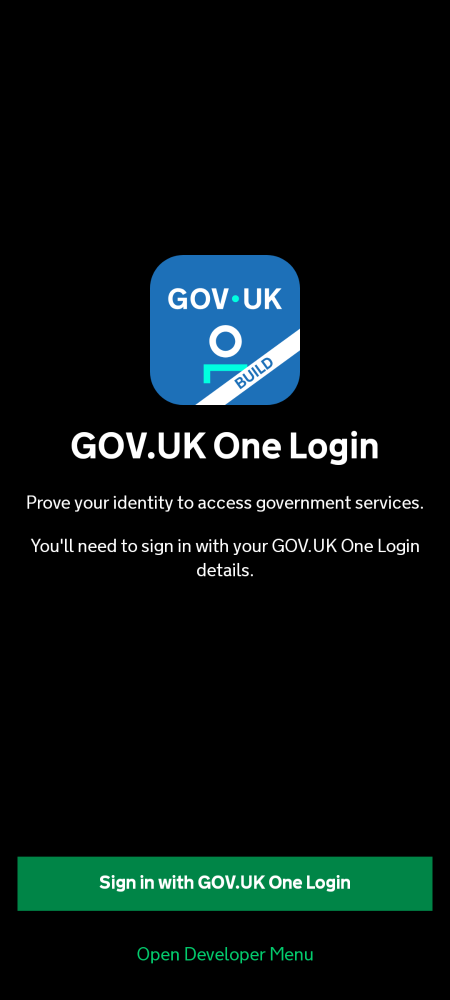 GOV·UK
BUILD
GOV.UK One Login
Prove your identity to access government services.
You'll need to sign in with your GOV.UK One Login
details.
Sign in with GOV.UK One Login
Open Developer Menu